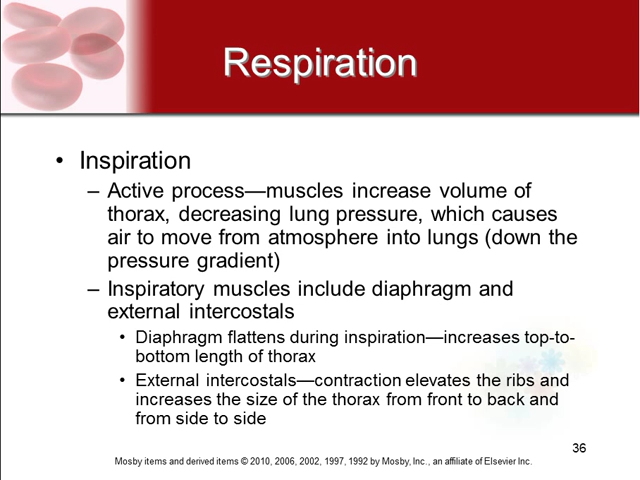 Respiration
• Inspiration
– Active process—muscles increase volume of
thorax, decreasing lung pressure, which causes
air to move from atmosphere into lungs (down the
pressure gradient)
– Inspiratory muscles include diaphragm and
external intercostals
• Diaphragm flattens during inspiration—increases top-to-
bottom length of thorax
• External intercostals—contraction elevates the ribs and
increases the size of the thorax from front to back and
from side to side
36
Mosby items and derived items © 2010, 2006, 2002, 1997, 1992 by Mosby, Inc., an affiliate of Elsevier Inc.